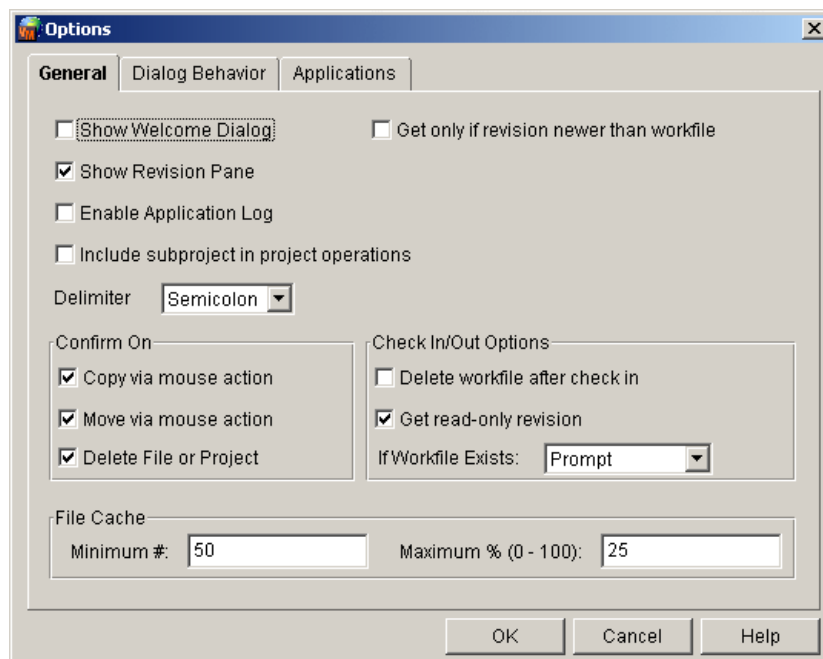 Options
General Dialog Behavior Applications
Show Welcome Dialog Get only if revision newer than workfile
Show Revision Pane
Enable Application Log
Include subproject in project operations
Delimiter Semicolon
Confirm On Check In/Out Options
Copy via mouse action Delete workfile after check in
Move via mouse action Get read-only revision
Delete File or Project If Workfile Exists: Prompt
File Cache
Minimum #: 50 Maximum % (0 - 100): 25
OK Cancel Help